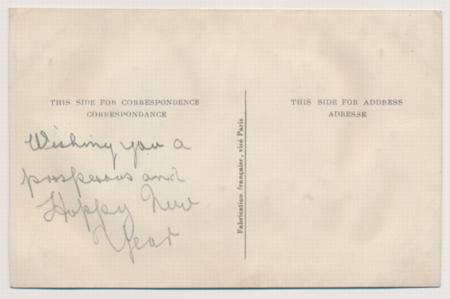 THIS SIDE FOR CORRESPONDENCE
CORRESPONDANCE
Wishing you a
prosperous and
Happy New
Year
Fabrication française, visé Paris
THIS SIDE FOR ADDRESS
ADRESSE